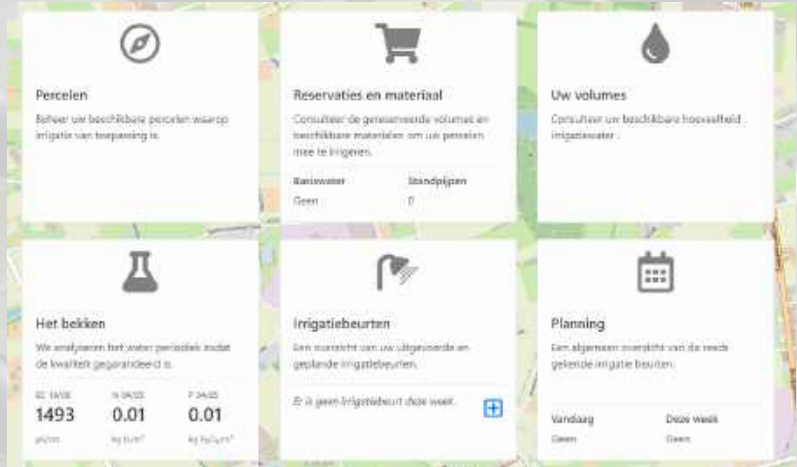 Percelen
Beheer uw beschikbare percelen waarop
irrigatie van toepassing is.
Reservaties en materiaal
Consulteer de gereserveerde volumes en
beschikbare materialen om uw percelen
mee te irrigeren.
Basiswater Standpijpen
Geen 0
Uw volumes
Consulteer uw beschikbare hoeveelheid
irrigatiewater.
Het bekken
We analyseren het water periodiek zodat
de kwaliteit gegarandeerd is.
1493 0.01 0.01
Irrigatiebeurten
Een overzicht van uw uitgevoerde en
geplande irrigatiebeurten.
Er is geen irrigatiebeurt deze week.
Planning
Een algemeen overzicht van de reeds
gekende irrigatie beurten.
Vandaag Deze week
Geen Geen